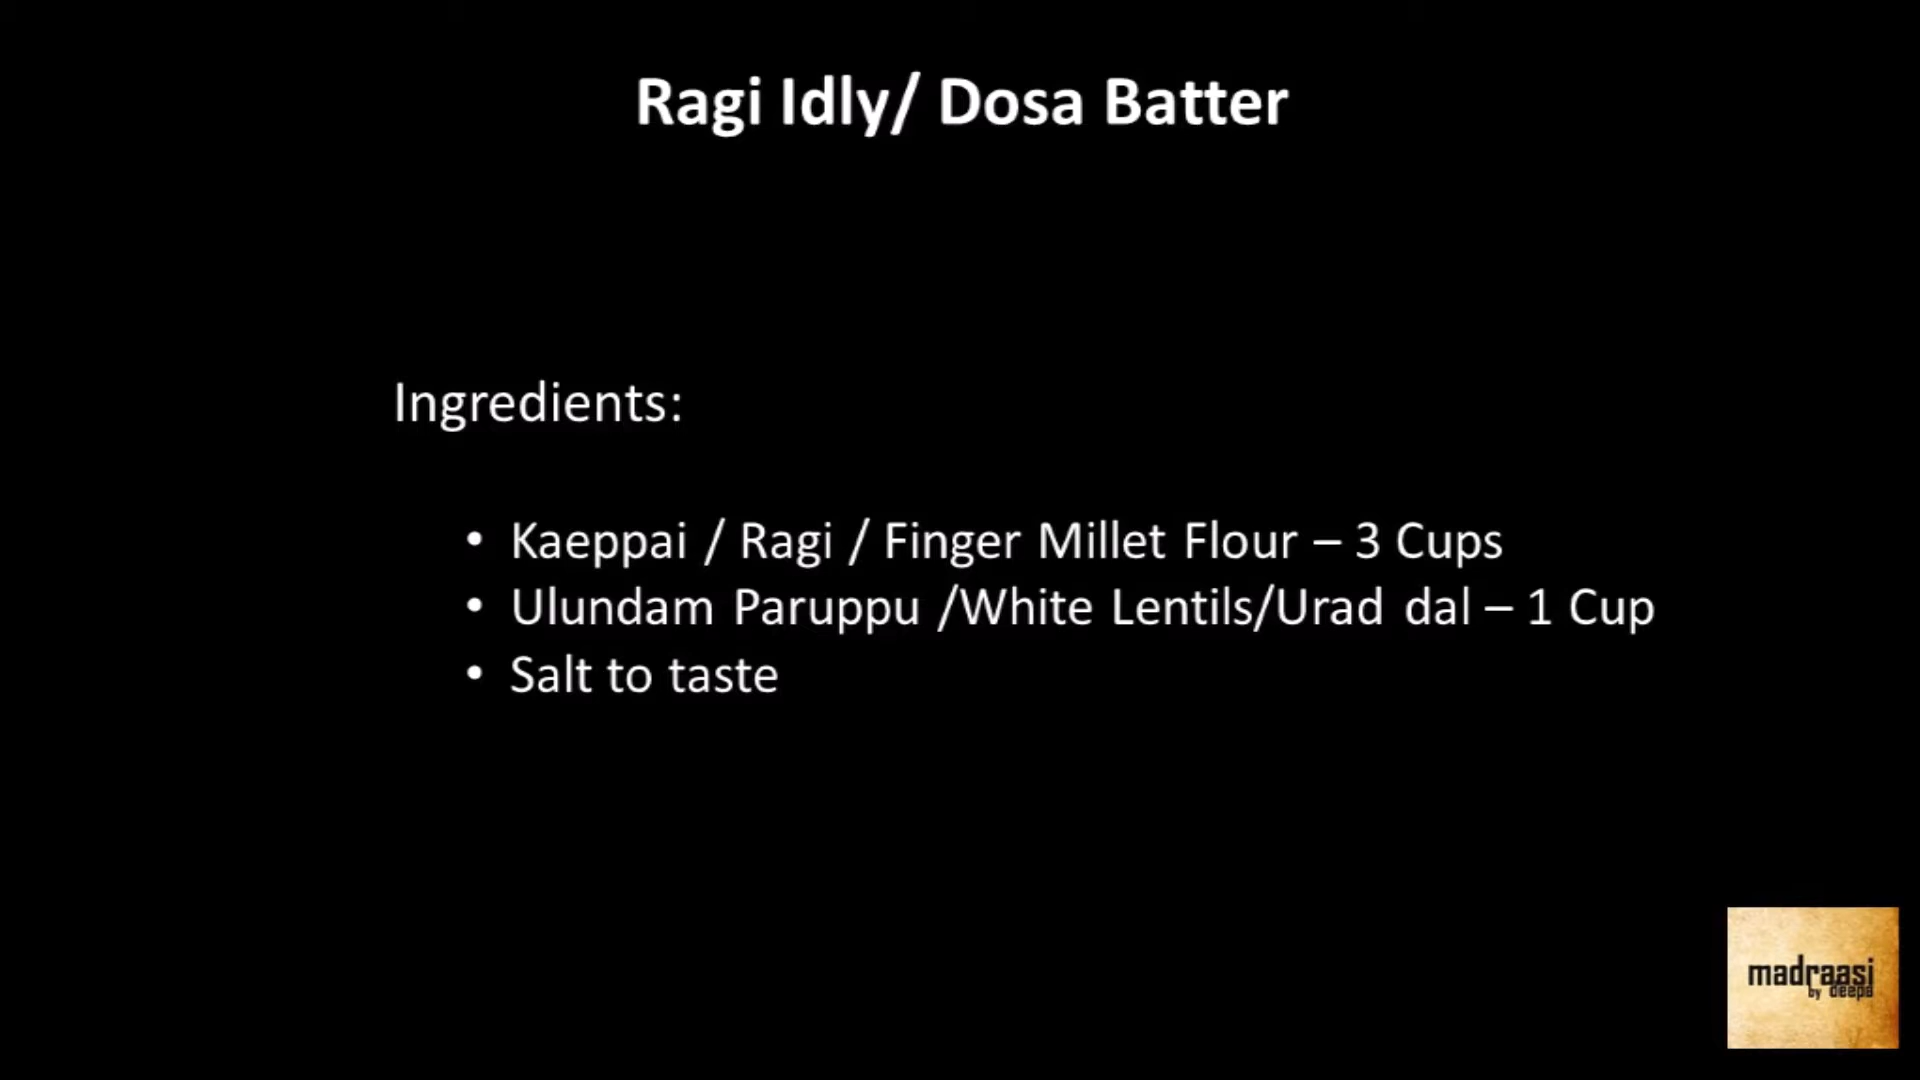 Ragi Idly/ Dosa Batter
Ingredients:
• Kaeppai / Ragi / Finger Millet Flour – 3 Cups
• Ulundam Paruppu /White Lentils/Urad dal – 1 Cup
• Salt to taste
madraasi
by deepa